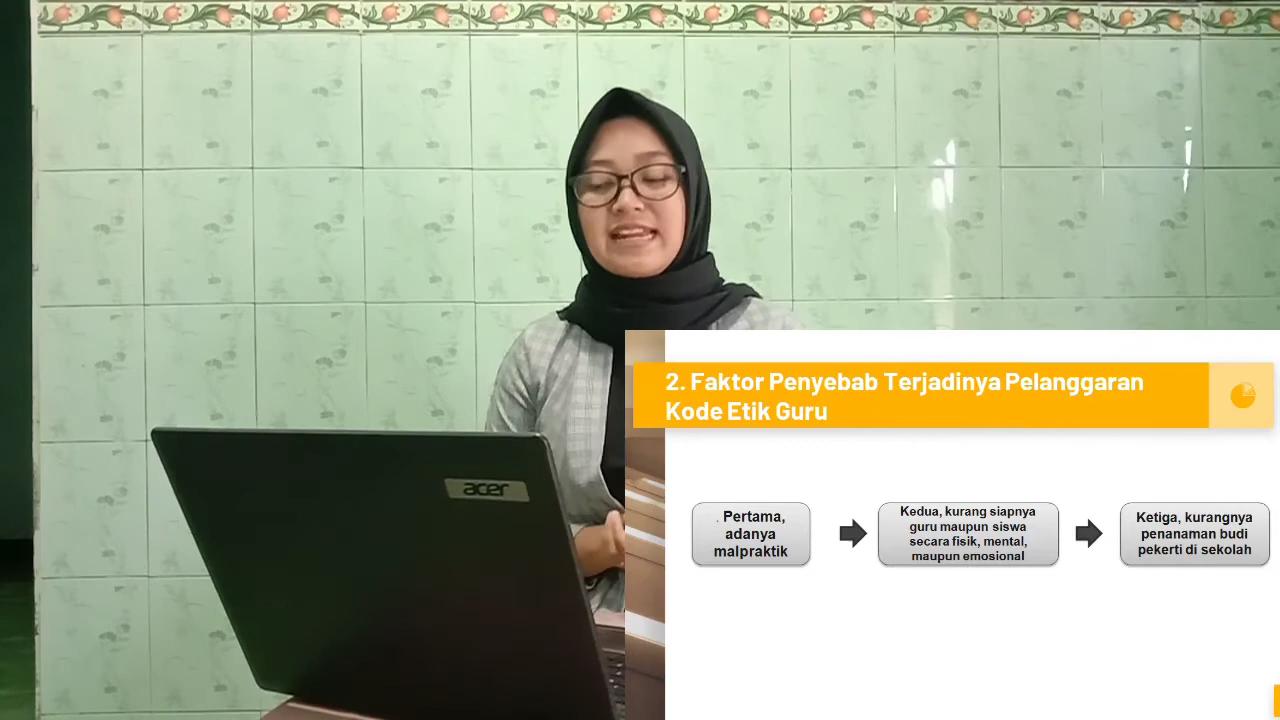 acer
2. Faktor Penyebab Terjadinya Pelanggaran
Kode Etik Guru
. Pertama,
adanya
malpraktik
Kedua, kurang siapnya
guru maupun siswa
secara fisik, mental,
maupun emosional
Ketiga, kurangnya
penanaman budi
pekerti di sekolah